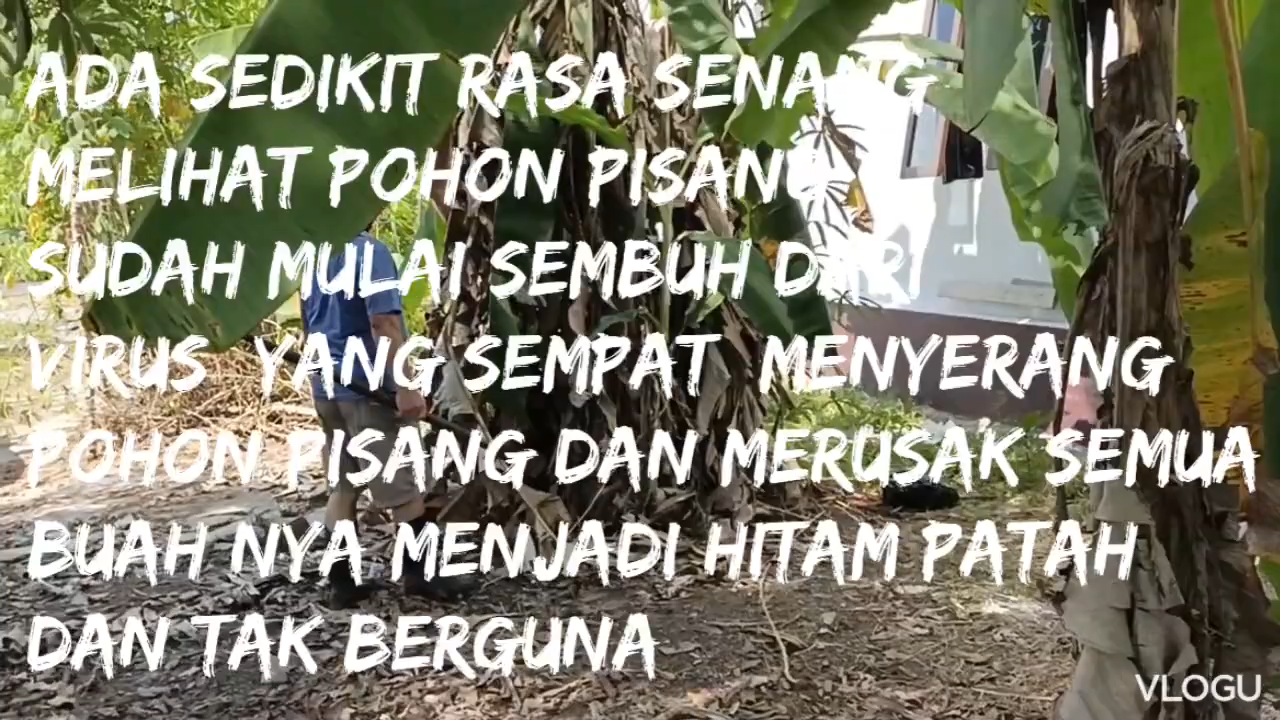 ADA SEDIKIT RASA SENANG
MELIHAT POHON PISANG
SUDAH MULAI SEMBUH DARI
VIRUS YANG SEMPAT MENYERANG
POHON PISANG DAN MERUSAK SEMUA
BUAH NYA MENJADI HITAM PATAH
DAN TAK BERGUNA
VLOGU